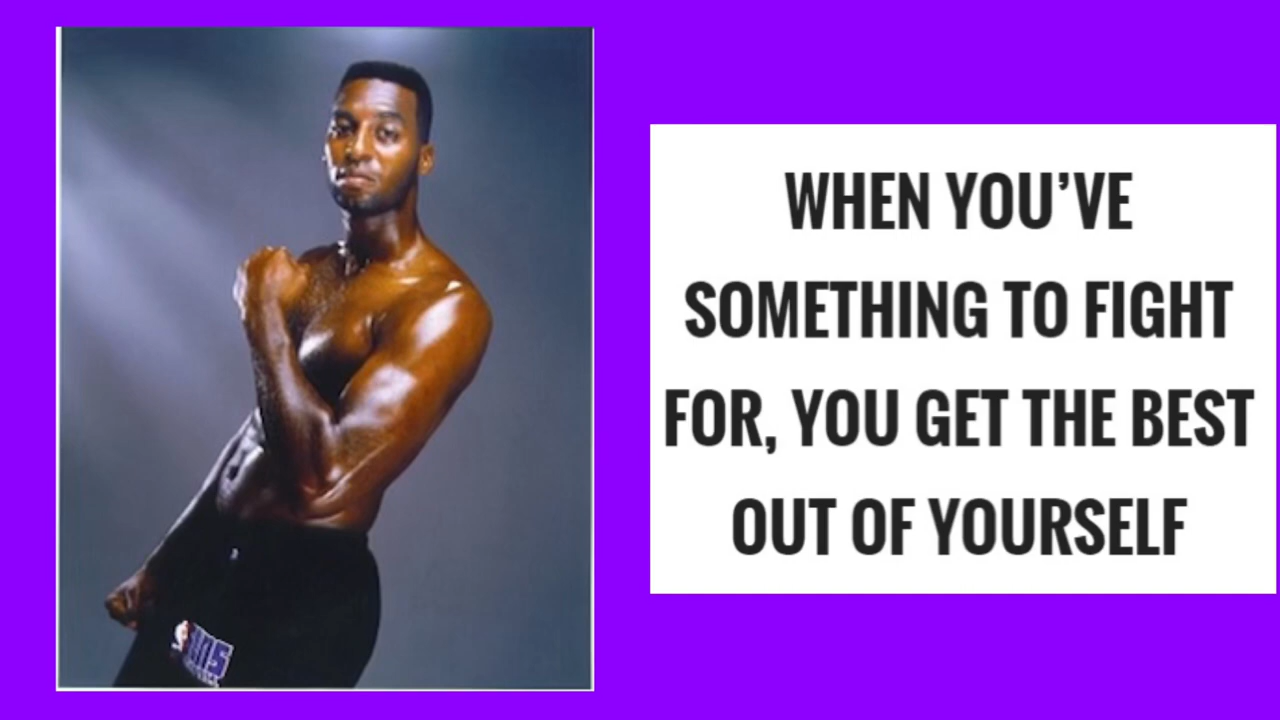 WHEN YOU’VE
SOMETHING TO FIGHT
FOR, YOU GET THE BEST
OUT OF YOURSELF